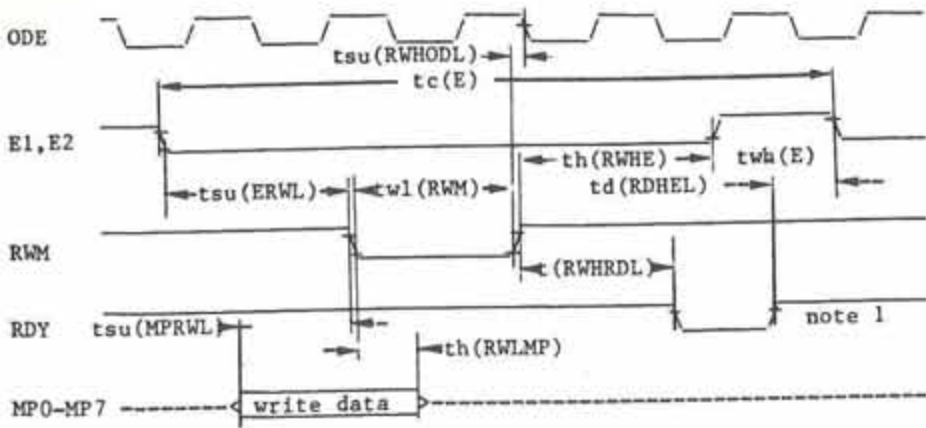 ODE
tsu(RWHODL)
tc(E)
E1,E2
th(RWHE)
twh(E)
tsu(ERWL)
twl(RWM)
td(RDHEL)
RWM
t(RWHRDL)
RDY
note 1
tsu(MPRWL)
th(RWLMP)
MP0-MP7
write data